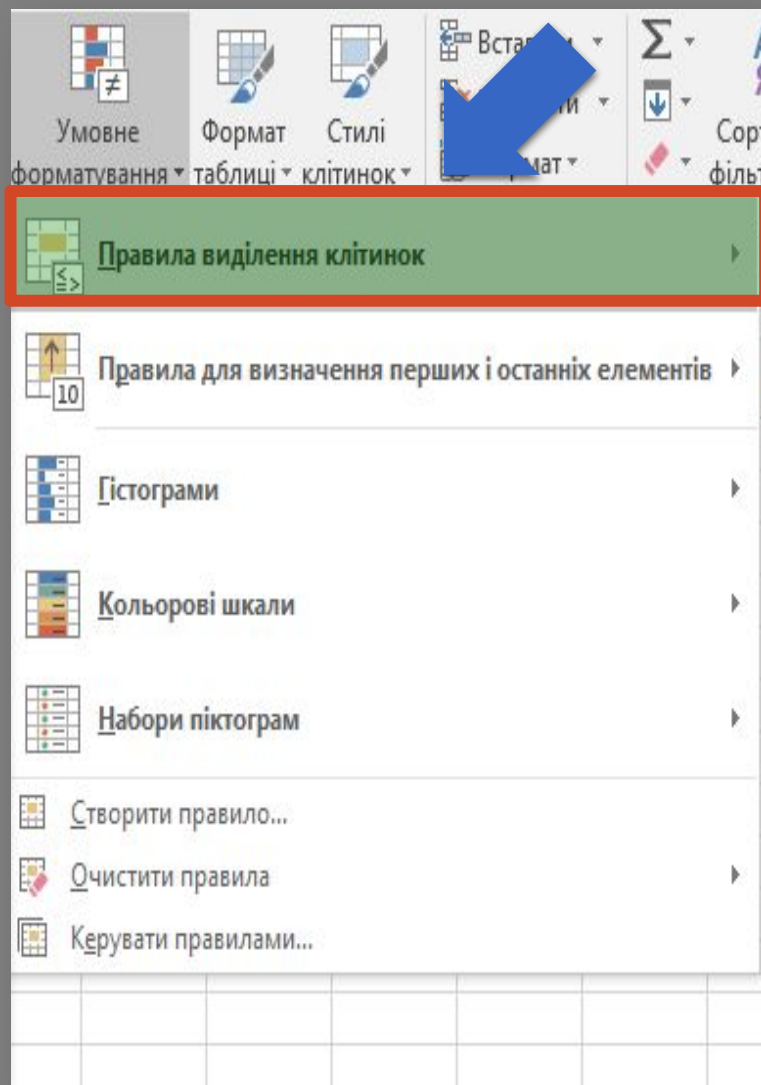 Умовне
форматування
Формат
таблиці
Стилі
клітинок
Правила виділення клітинок
Правила для визначення перших і останніх елементів
10
Гістограми
Кольорові шкали
Набори піктограм
Створити правило...
Очистити правила
Керувати правилами...